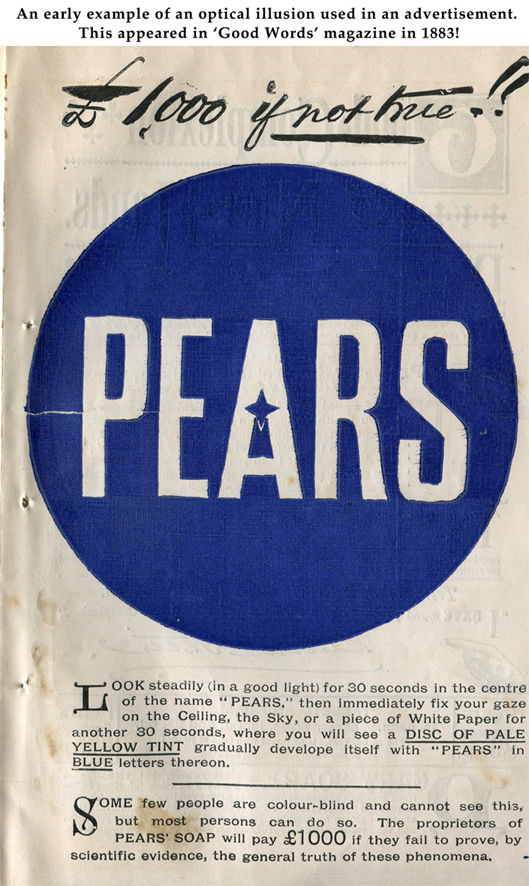 An early example of an optical illusion used in an advertisement.
This appeared in 'Good Words' magazine in 1883!
£1,000 if not true.!!
PEARS
LOOK steadily (in a good light) for 30 seconds in the centre
of the name "PEARS," then immediately fix your gaze
on the Ceiling, the Sky, or a piece of White Paper for
another 30 seconds, where you will see a DISC OF PALE
YELLOW TINT gradually develope itself with "PEARS" in
BLUE letters thereon.
SOME few people are colour-blind and cannot see this,
but most persons can do so. The proprietors of
PEARS' SOAP will pay £1000 if they fail to prove, by
scientific evidence, the general truth of these phenomena.